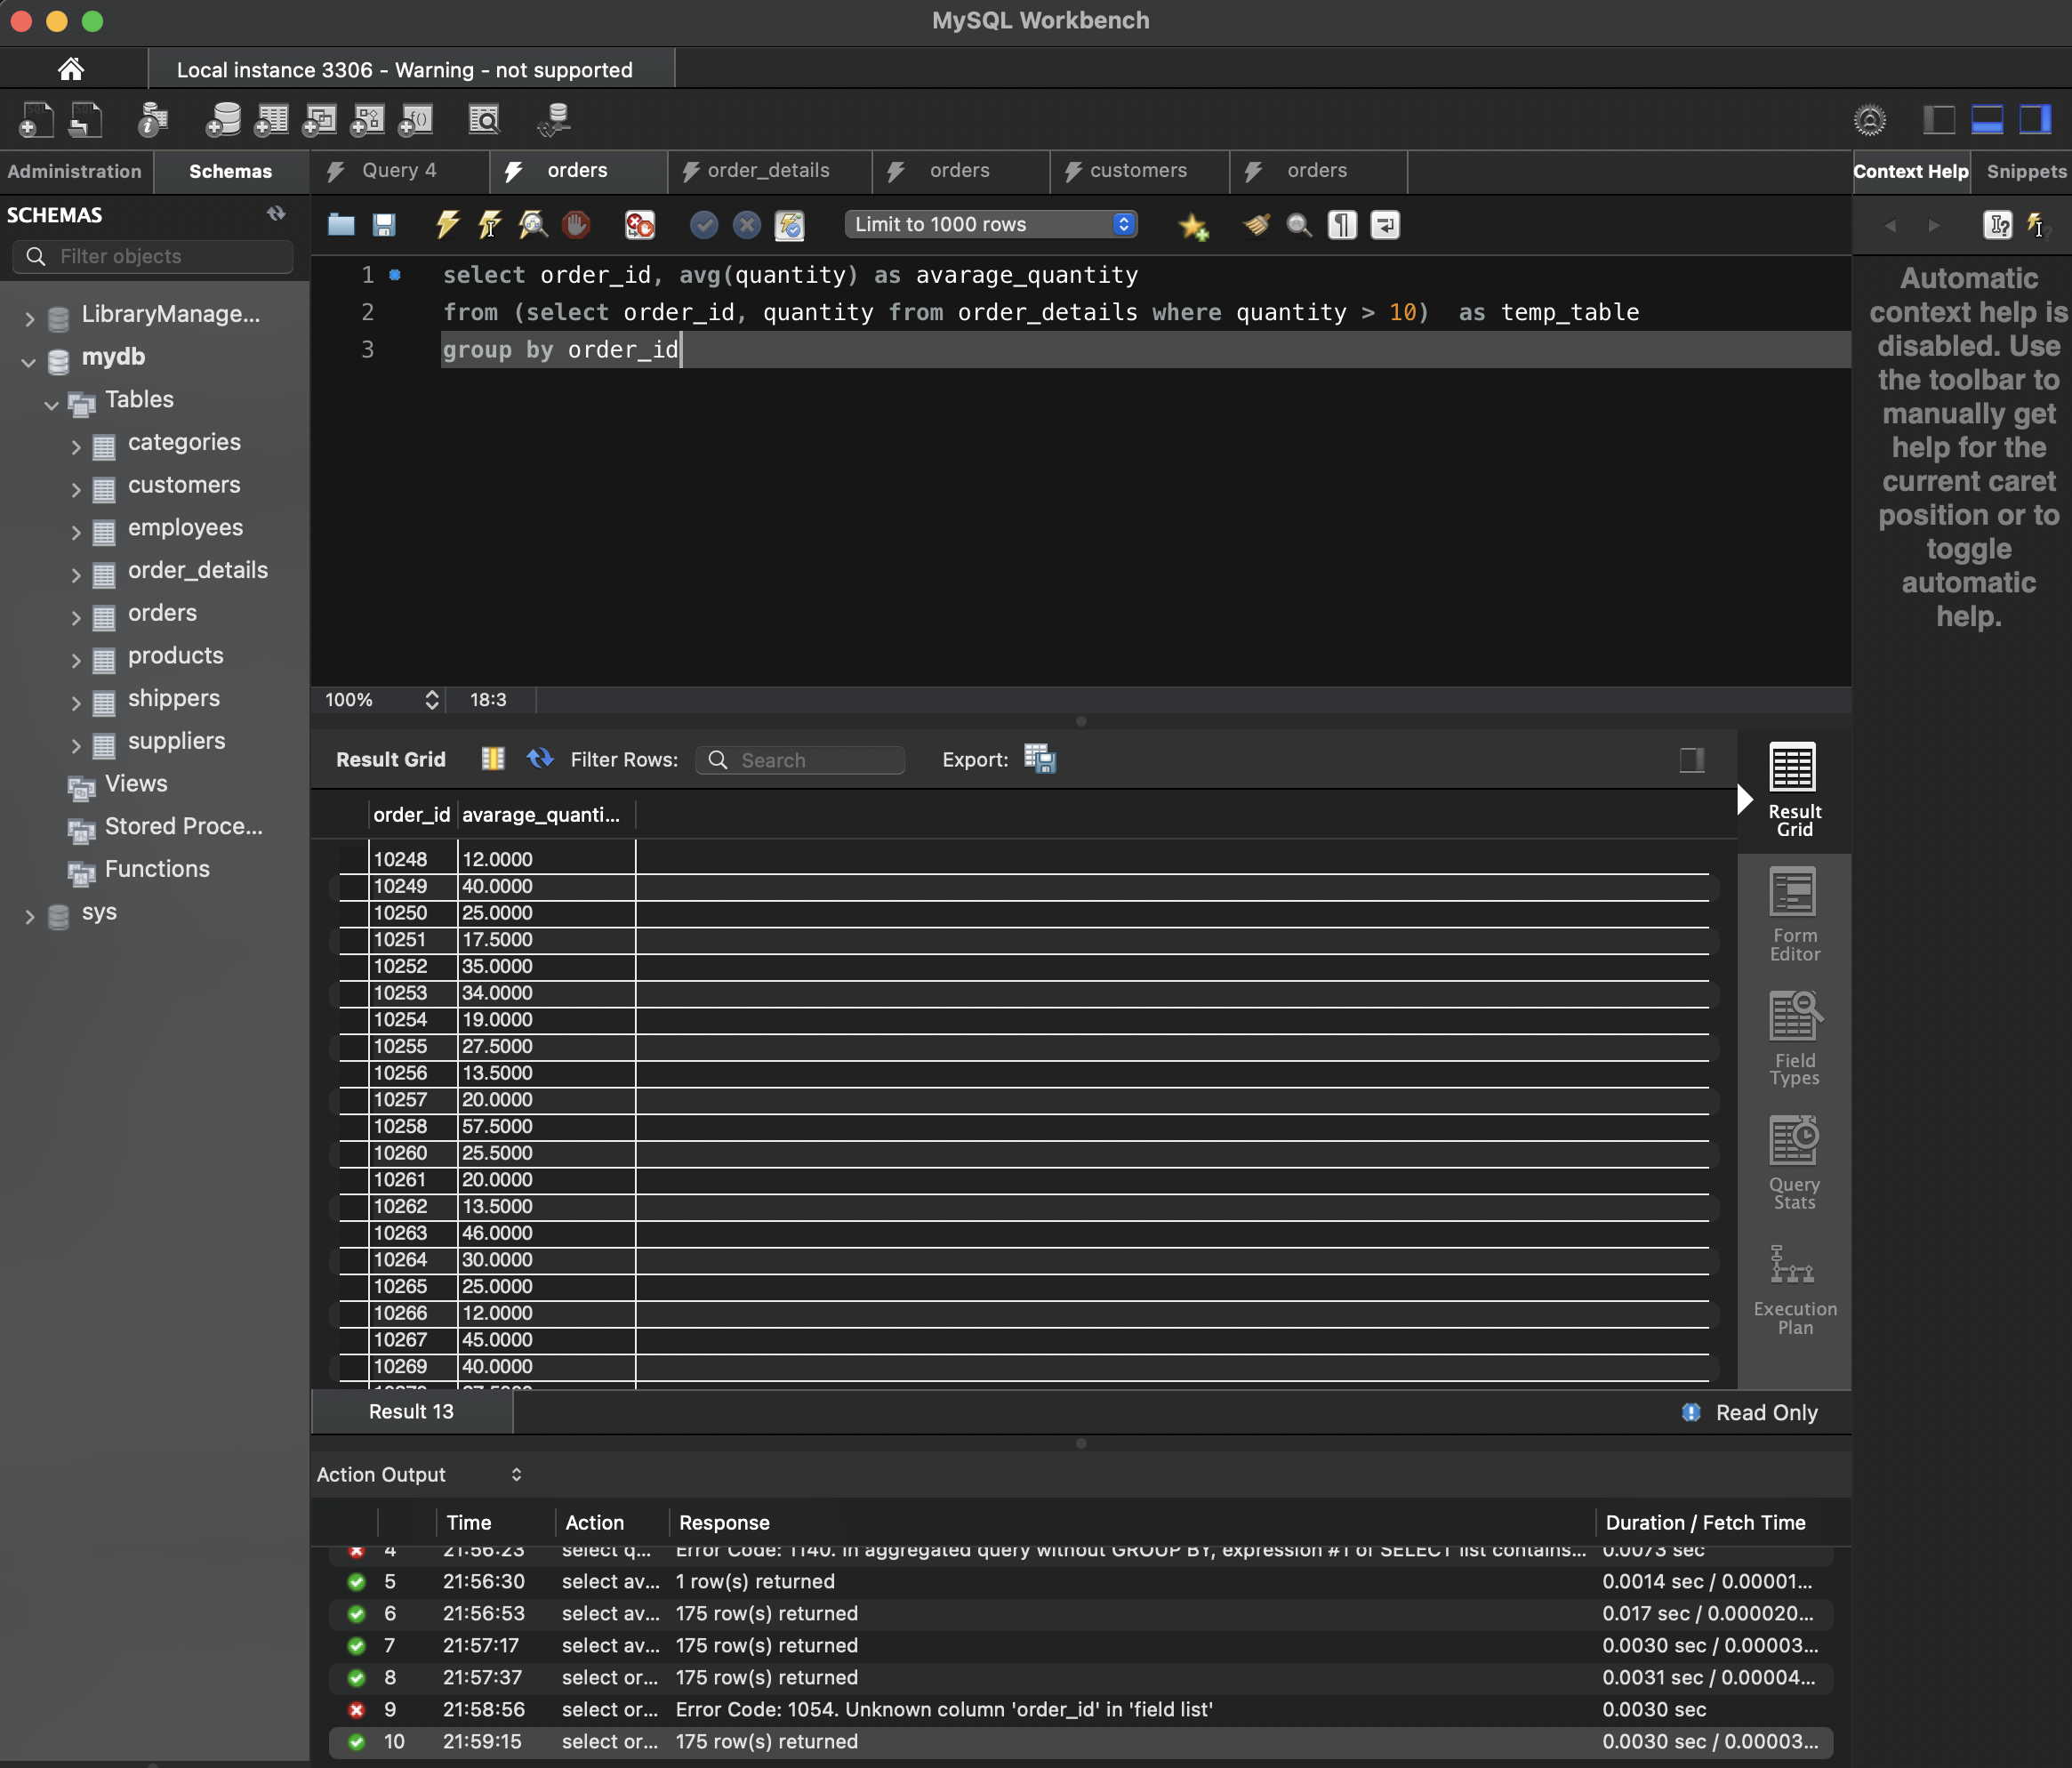 MySQL Workbench
Local instance 3306 - Warning - not supported
Administration Schemas
Query 4 orders order_details orders customers orders
Context Help Snippets
SCHEMAS
Filter objects
LibraryManage...
mydb
Tables
categories
customers
employees
order_details
orders
products
shippers
suppliers
Views
Stored Proce...
Functions
sys
Limit to 1000 rows
1 select order_id, avg(quantity) as avarage_quantity
2 from (select order_id, quantity from order_details where quantity > 10)  as temp_table
3 group by order_id
Automatic
context help is
disabled. Use
the toolbar to
manually get
help for the
current caret
position or to
toggle
automatic
help.
100% 18:3
Result Grid Filter Rows: Search Export:
order_id avarage_quanti...
10248 12.0000
10249 40.0000
10250 25.0000
10251 17.5000
10252 35.0000
10253 34.0000
10254 19.0000
10255 27.5000
10256 13.5000
10257 20.0000
10258 57.5000
10260 25.5000
10261 20.0000
10262 13.5000
10263 46.0000
10264 30.0000
10265 25.0000
10266 12.0000
10267 45.0000
10269 40.0000
Result
Grid
Form
Editor
Field
Types
Query
Stats
Execution
Plan
Result 13 Read Only
Action Output
Time Action Response Duration / Fetch Time
4 21:56:23 select q... Error Code: 1140. In aggregated query without GROUP BY, expression #1 of SELECT list contains... 0.0073 sec
5 21:56:30 select av... 1 row(s) returned 0.0014 sec / 0.00001...
6 21:56:53 select av... 175 row(s) returned 0.017 sec / 0.000020...
7 21:57:17 select av... 175 row(s) returned 0.0030 sec / 0.00003...
8 21:57:37 select or... 175 row(s) returned 0.0031 sec / 0.00004...
9 21:58:56 select or... Error Code: 1054. Unknown column 'order_id' in 'field list' 0.0030 sec
10 21:59:15 select or... 175 row(s) returned 0.0030 sec / 0.00003...